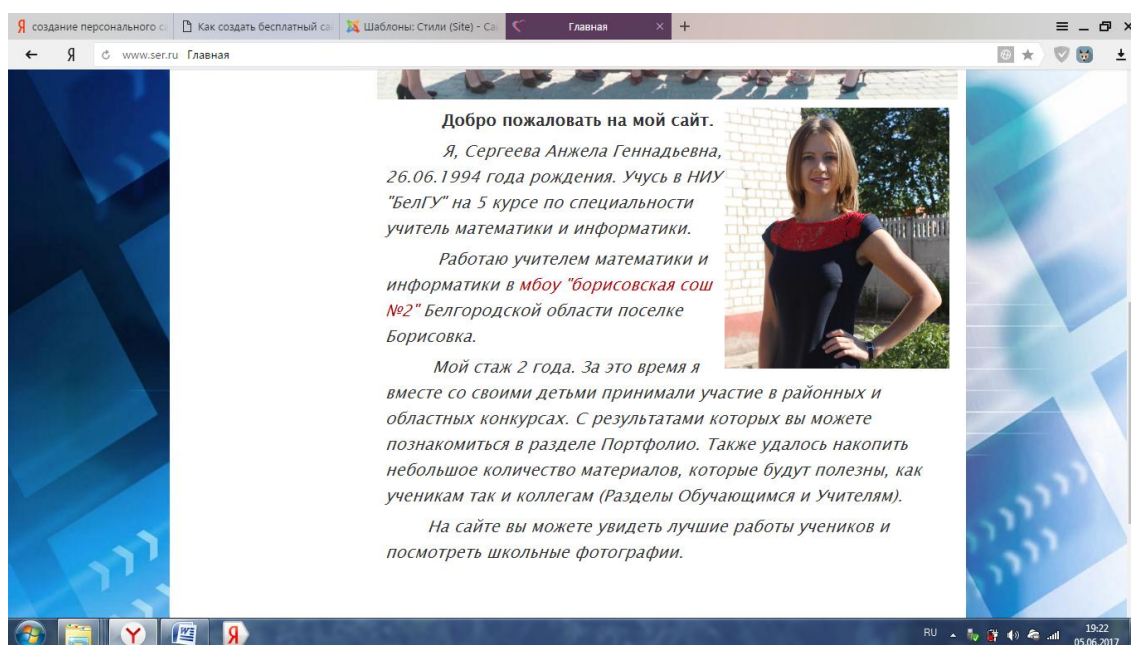 создание персонального с
Как создать бесплатный са
Шаблоны: Стили (Site) - Са
Главная
www.ser.ru Главная
Добро пожаловать на мой сайт.
Я, Сергеева Анжела Геннадьевна,
26.06.1994 года рождения. Учусь в НИУ
"БелГУ" на 5 курсе по специальности
учитель математики и информатики.
Работаю учителем математики и
информатики в мбоу "борисовская сош
№2" Белгородской области поселке
Борисовка.
Мой стаж 2 года. За это время я
вместе со своими детьми принимали участие в районных и
областных конкурсах. С результатами которых вы можете
познакомиться в разделе Портфолио. Также удалось накопить
небольшое количество материалов, которые будут полезны, как
ученикам так и коллегам (Разделы Обучающимся и Учителям).
На сайте вы можете увидеть лучшие работы учеников и
посмотреть школьные фотографии.
RU
19:22
05.06.2017